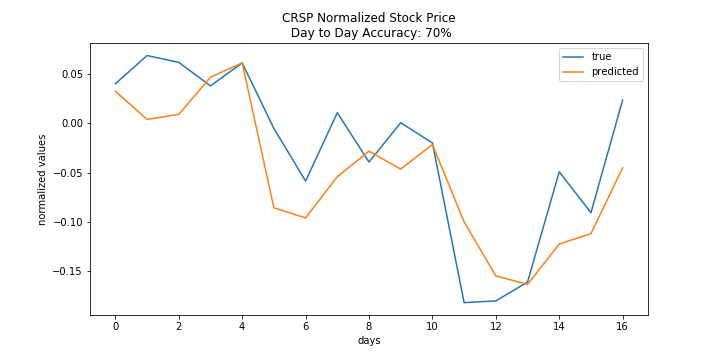 CRSP Normalized Stock Price
Day to Day Accuracy: 70%
true
predicted
normalized values
0.05
0.00
−0.05
−0.10
−0.15
0 2 4 6 8 10 12 14 16
days